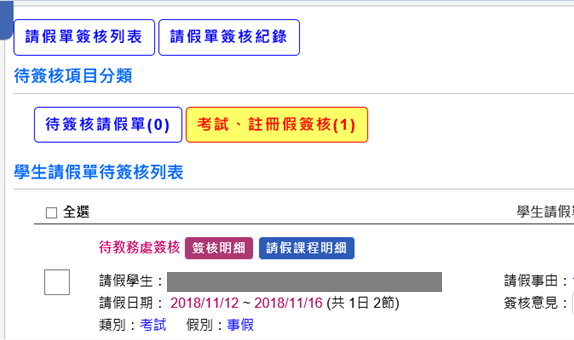 請假單簽核列表 請假單簽核紀錄
待簽核項目分類
待簽核請假單(0) 考試、註冊假簽核(1)
學生請假單待簽核列表
全選 學生請假
待教務處簽核 簽核明細 請假課程明細
請假學生： 請假事由：
請假日期： 2018/11/12 ~ 2018/11/16 (共 1日 2節) 簽核意見：
類別：考試 假別：事假